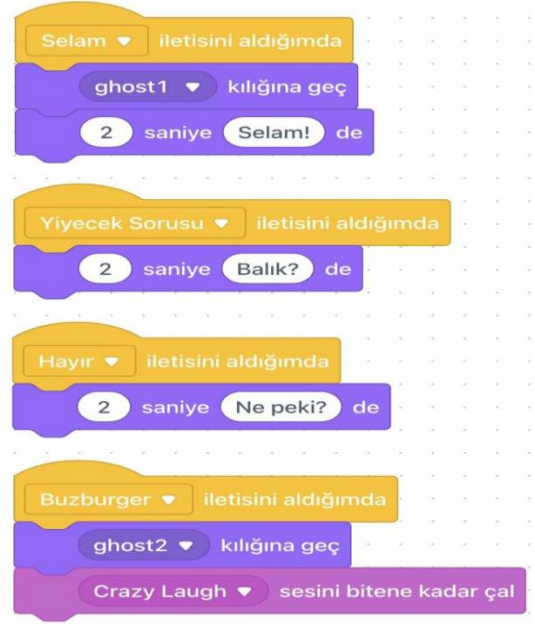 Selam iletisini aldığımda
ghost1 kılığına geç
2 saniye Selam! de
Yiyecek Sorusu iletisini aldığımda
2 saniye Balık? de
Hayır iletisini aldığımda
2 saniye Ne peki? de
Buzburger iletisini aldığımda
ghost2 kılığına geç
Crazy Laugh sesini bitene kadar çal